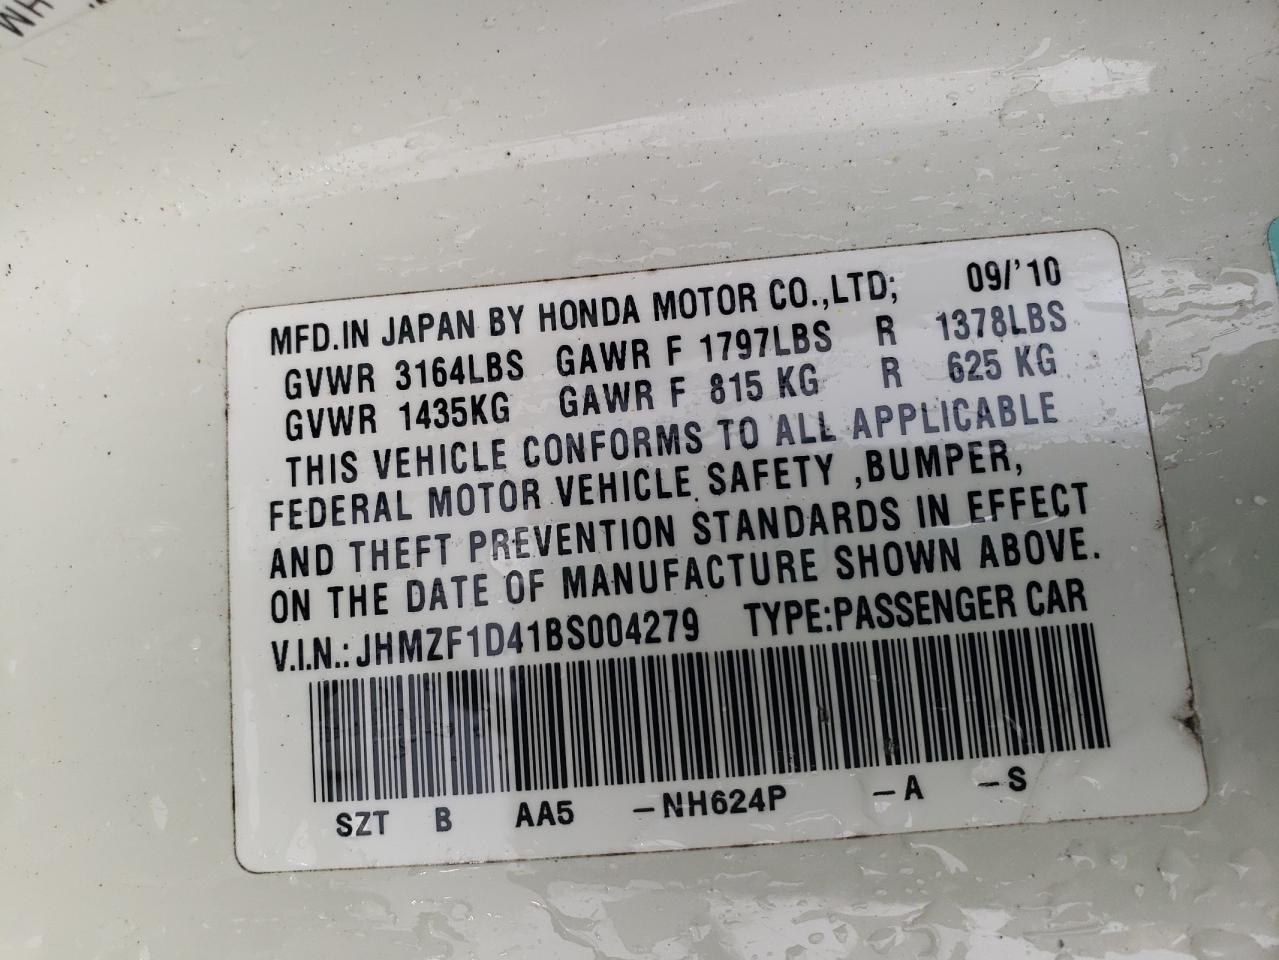 HM
MFD.IN JAPAN BY HONDA MOTOR CO.,LTD; 09/'10
GVWR 3164LBS GAWR F 1797LBS R 1378LBS
GVWR 1435KG GAWR F 815 KG R 625 KG
THIS VEHICLE CONFORMS TO ALL APPLICABLE
FEDERAL MOTOR VEHICLE SAFETY ,BUMPER,
AND THEFT PREVENTION STANDARDS IN EFFECT
ON THE DATE OF MANUFACTURE SHOWN ABOVE.
V.I.N.: JHMZF1D41BS004279 TYPE:PASSENGER CAR
SZT B AA5 -NH624P -A -S